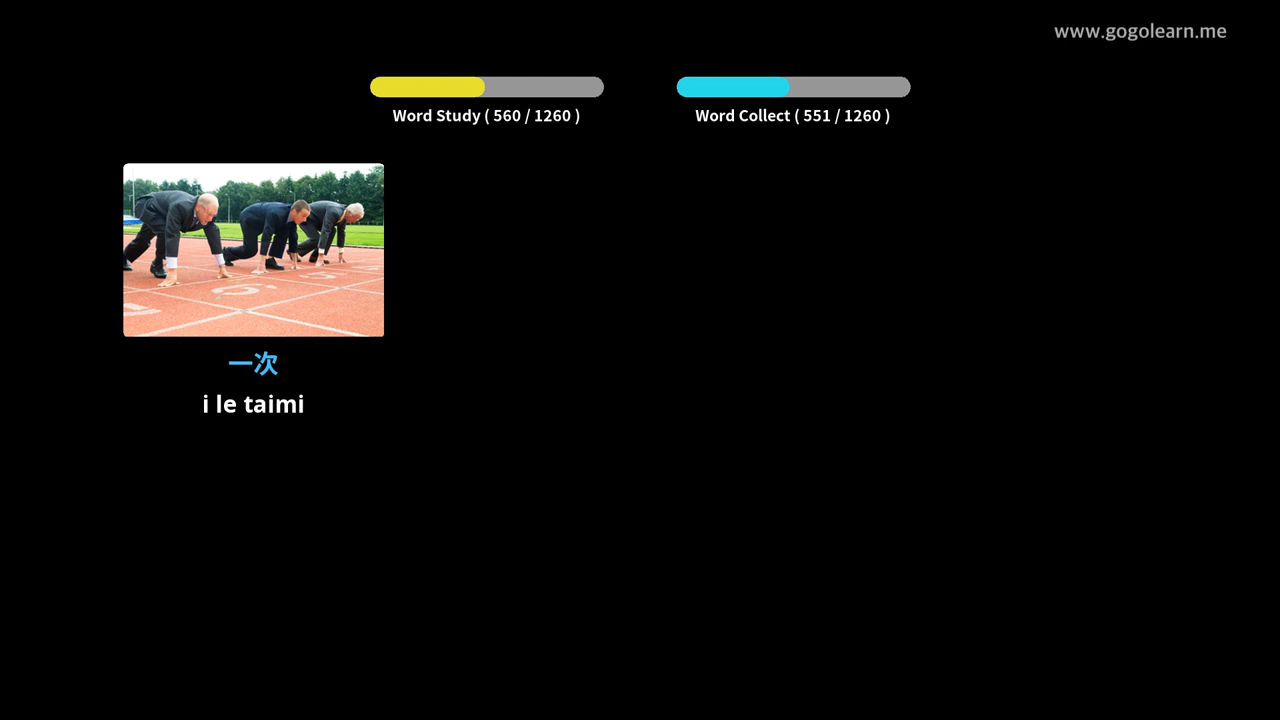 www.gogolearn.me
Word Study ( 560 / 1260 )
Word Collect ( 551 / 1260 )
一次
i le taimi